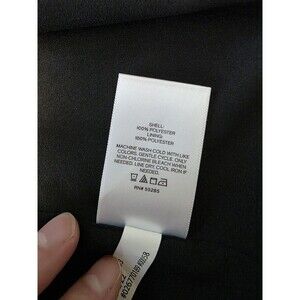 SHELL:
100% POLYESTER
LINING:
100% POLYESTER
MACHINE WASH COLD WITH LIKE
COLORS, GENTLE CYCLE, ONLY
NON-CHLORINE BLEACH WHEN
NEEDED. LINE DRY, COOL IRON IF
NEEDED.
RN# 59285